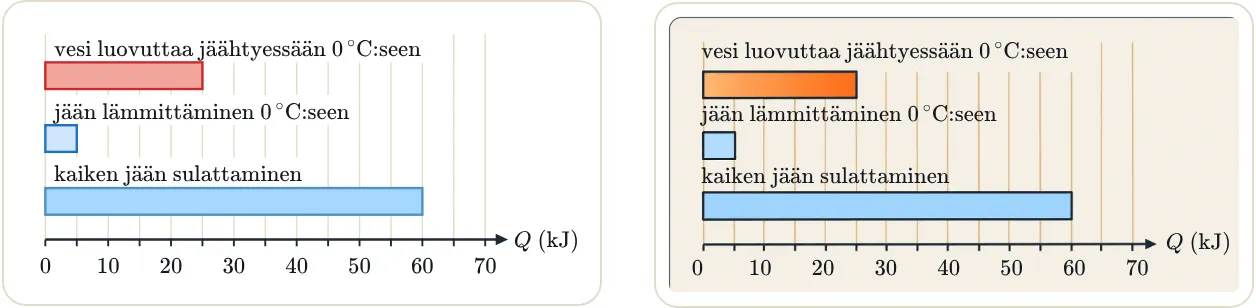 vesi luovuttaa jäähtyessään 0 °C:seen
jään lämmittäminen 0 °C:seen
kaiken jään sulattaminen
Q (kJ)
0 10 20 30 40 50 60 70
vesi luovuttaa jäähtyessään 0 °C:seen
jään lämmittäminen 0 °C:seen
kaiken jään sulattaminen
Q (kJ)
0 10 20 30 40 50 60 70